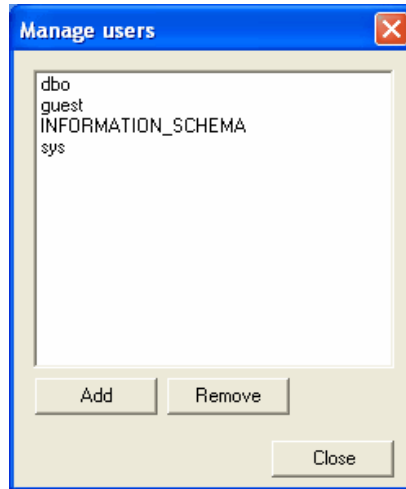 Manage users
dbo
guest
INFORMATION_SCHEMA
sys
Add Remove
Close